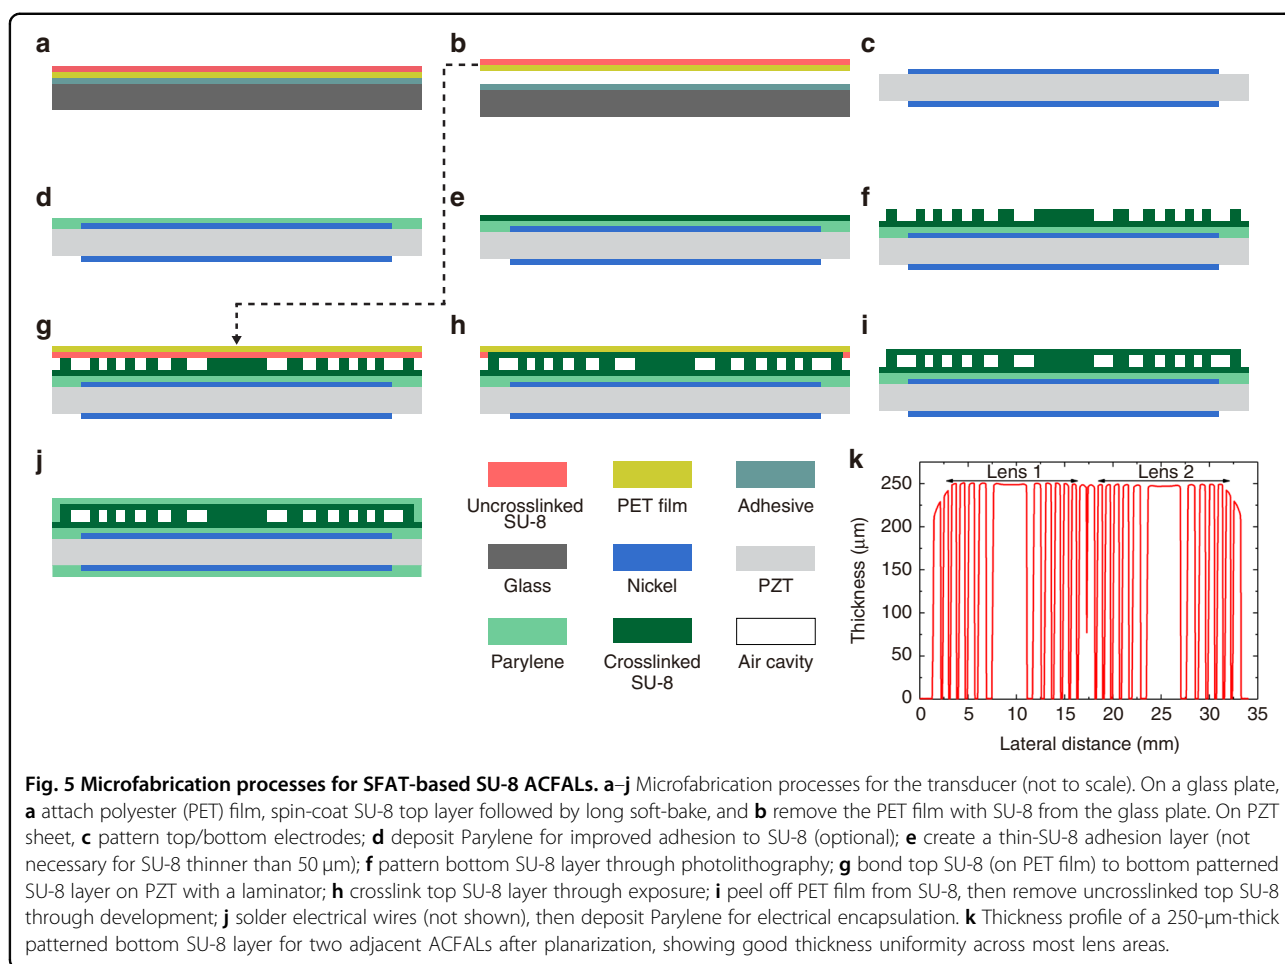 a
b
c
d
e
f
g
h
i
j
Uncrosslinked
SU-8
PET film
Adhesive
Glass
Nickel
PZT
Parylene
Crosslinked
SU-8
Air cavity
k
Lens 1
Lens 2
250
200
150
100
50
0
Thickness (μm)
0 5 10 15 20 25 30 35
Lateral distance (mm)
Fig. 5 Microfabrication processes for SFAT-based SU-8 ACFALs. a–j Microfabrication processes for the transducer (not to scale). On a glass plate,
a attach polyester (PET) film, spin-coat SU-8 top layer followed by long soft-bake, and b remove the PET film with SU-8 from the glass plate. On PZT
sheet, c pattern top/bottom electrodes; d deposit Parylene for improved adhesion to SU-8 (optional); e create a thin-SU-8 adhesion layer (not
necessary for SU-8 thinner than 50 μm); f pattern bottom SU-8 layer through photolithography; g bond top SU-8 (on PET film) to bottom patterned
SU-8 layer on PZT with a laminator; h crosslink top SU-8 layer through exposure; i peel off PET film from SU-8, then remove uncrosslinked top SU-8
through development; j solder electrical wires (not shown), then deposit Parylene for electrical encapsulation. k Thickness profile of a 250-μm-thick
patterned bottom SU-8 layer for two adjacent ACFALs after planarization, showing good thickness uniformity across most lens areas.